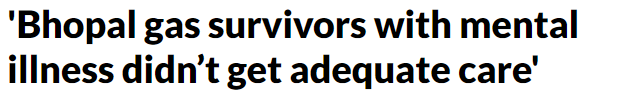 'Bhopal gas survivors with mental
illness didn’t get adequate care'